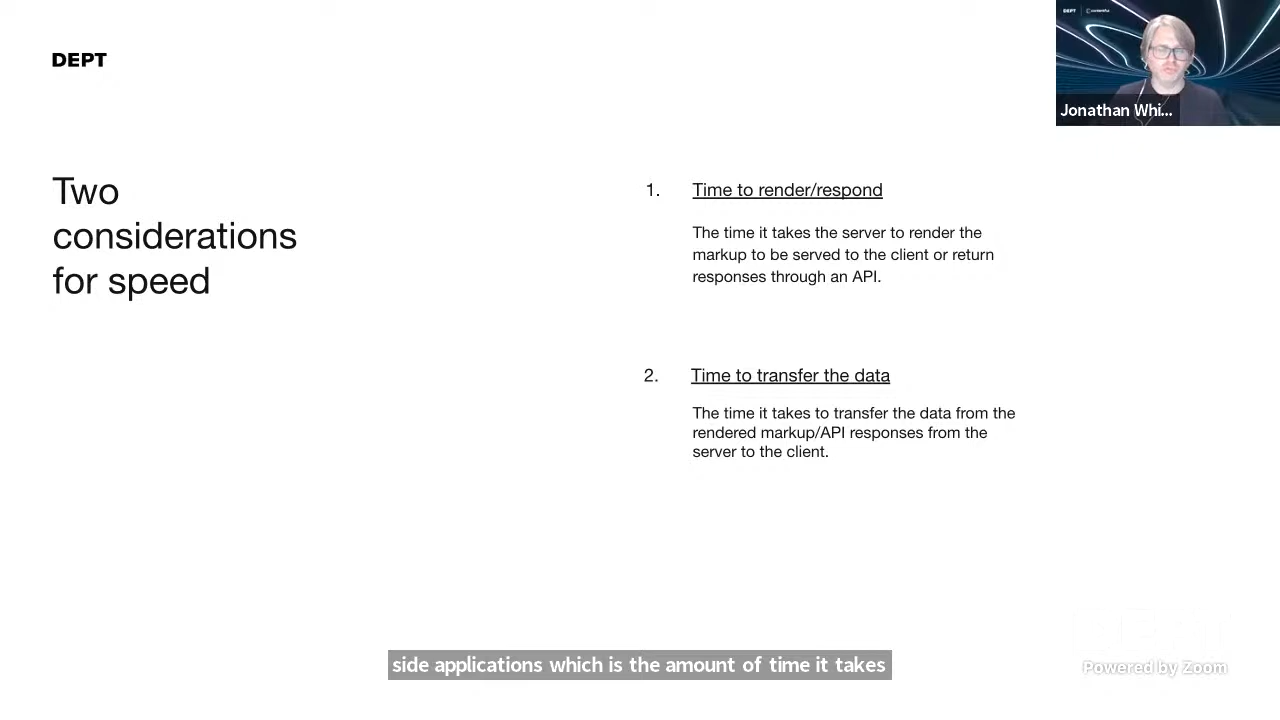 DEPT
DEPT
contentful
Jonathan Whi...
Two
considerations
for speed
1. Time to render/respond
The time it takes the server to render the
markup to be served to the client or return
responses through an API.
2. Time to transfer the data
The time it takes to transfer the data from the
rendered markup/API responses from the
server to the client.
side applications which is the amount of time it takes
Powered by Zoom